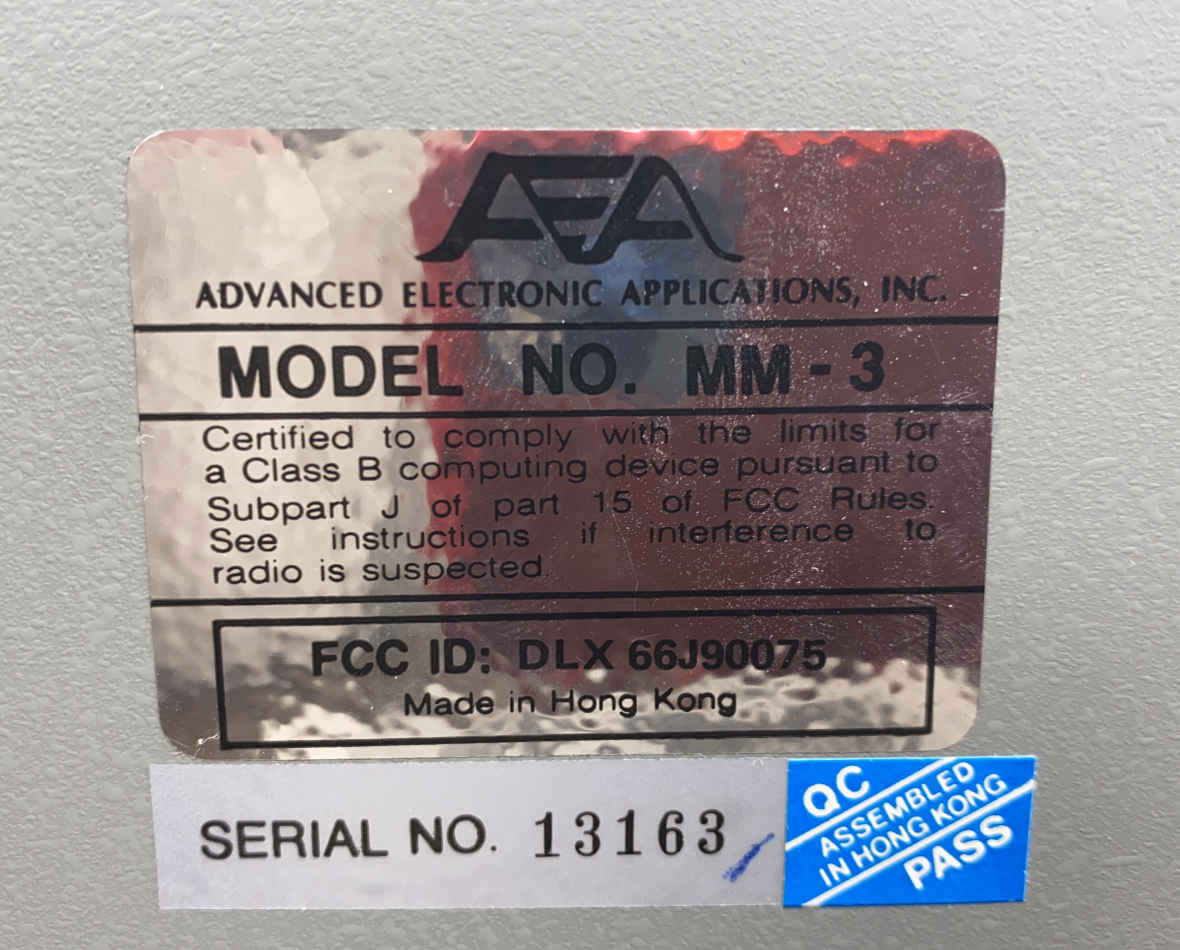 AEA
ADVANCED ELECTRONIC APPLICATIONS, INC.
MODEL NO. MM-3
Certified to comply with the limits for
a Class B computing device pursuant to
Subpart J of part 15 of FCC Rules.
See instructions if interference to
radio is suspected.
FCC ID: DLX 66J90075
Made in Hong Kong
SERIAL NO. 13163
QC
ASSEMBLED
IN HONG KONG
PASS